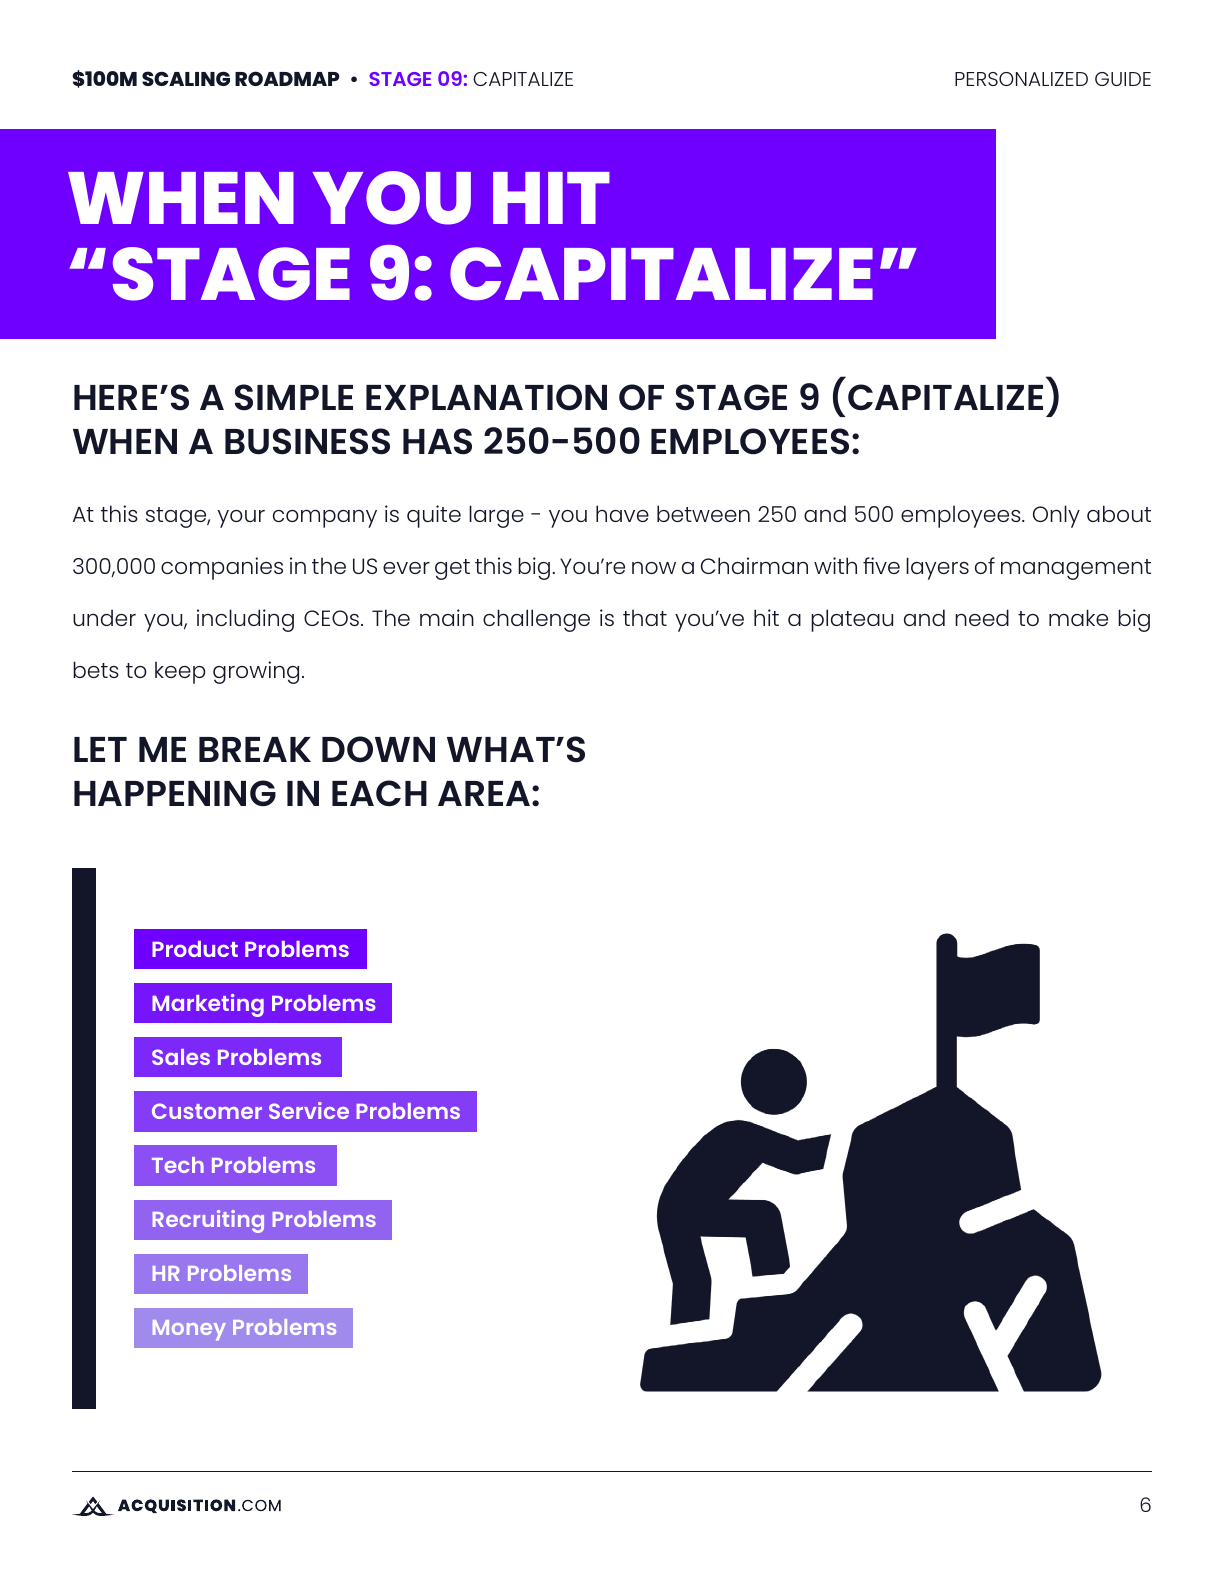 $100M SCALING ROADMAP • STAGE 09: CAPITALIZE
PERSONALIZED GUIDE
WHEN YOU HIT
“STAGE 9: CAPITALIZE”
HERE’S A SIMPLE EXPLANATION OF STAGE 9 (CAPITALIZE)
WHEN A BUSINESS HAS 250-500 EMPLOYEES:
At this stage, your company is quite large - you have between 250 and 500 employees. Only about
300,000 companies in the US ever get this big. You’re now a Chairman with five layers of management
under you, including CEOs. The main challenge is that you’ve hit a plateau and need to make big
bets to keep growing.
LET ME BREAK DOWN WHAT’S
HAPPENING IN EACH AREA:
Product Problems
Marketing Problems
Sales Problems
Customer Service Problems
Tech Problems
Recruiting Problems
HR Problems
Money Problems
ACQUISITION.COM
6